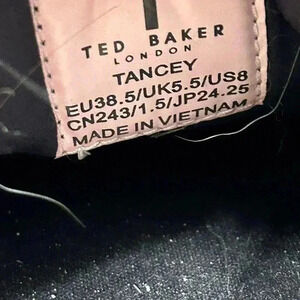 TED BAKER
LONDON
TANCEY
EU38.5/UK5.5/US8
CN243/1.5/JP24.25
MADE IN VIETNAM